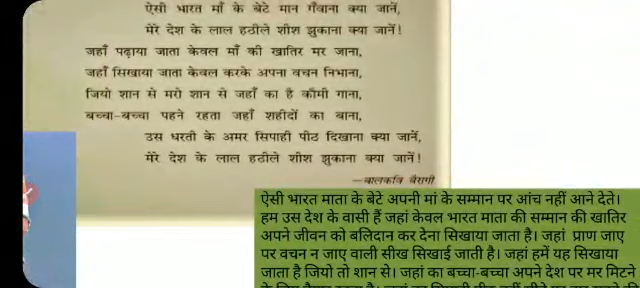 ऐसी भारत माँ के बेटे मान गँवाना क्या जानें,
मेरे देश के लाल हठीले शीश झुकाना क्या जानें!
जहाँ पढ़ाया जाता केवल माँ की खातिर मर जाना,
जहाँ सिखाया जाता केवल करके अपना वचन निभाना,
जियो शान से मरो शान से जहाँ का है कौमी गाना,
बच्चा-बच्चा पहने रहता जहाँ शहीदों का बाना,
उस धरती के अमर सिपाही पीठ दिखाना क्या जानें,
मेरे देश के लाल हठीले शीश झुकाना क्या जानें!
—बालकवि बैरागी
ऐसी भारत माता के बेटे अपनी मां के सम्मान पर आंच नहीं आने देते।
हम उस देश के वासी हैं जहां केवल भारत माता की सम्मान की खातिर
अपने जीवन को बलिदान कर देना सिखाया जाता है। जहां प्राण जाए
पर वचन न जाए वाली सीख सिखाई जाती है। जहां हमें यह सिखाया
जाता है जियो तो शान से। जहां का बच्चा-बच्चा अपने देश पर मर मिटने